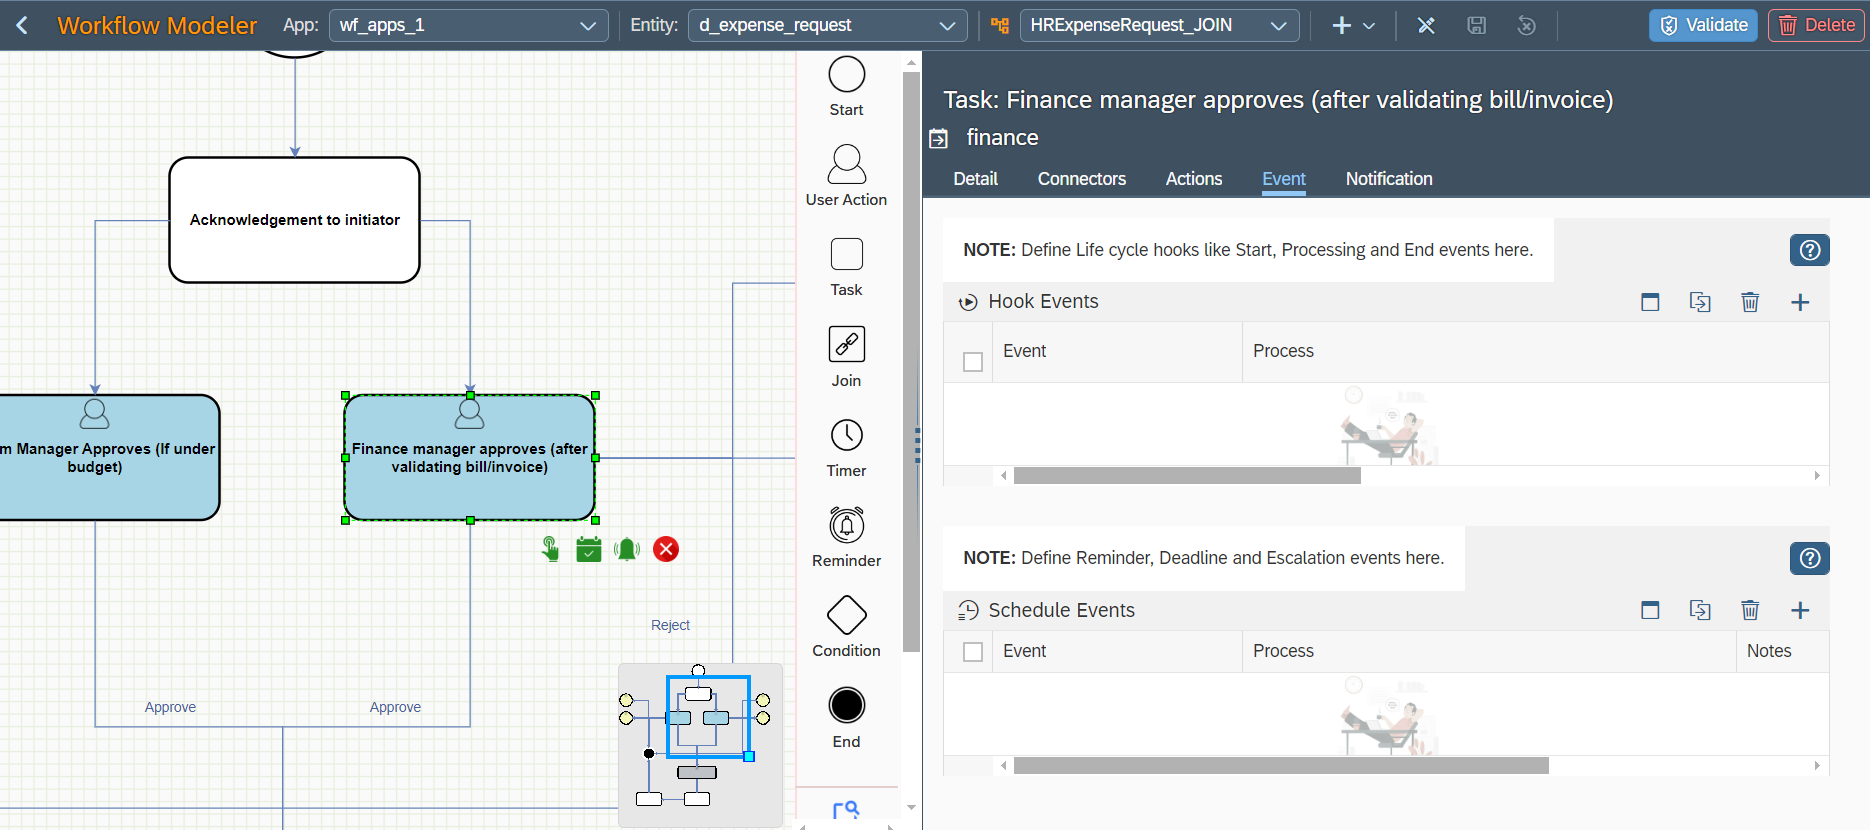 Workflow Modeler
App:
wf_apps_1
Entity:
d_expense_request
HRExpenseRequest_JOIN
Validate
Delete
Acknowledgement to initiator
m Manager Approves (If under
budget)
Finance manager approves (after
validating bill/invoice)
Reject
Approve
Approve
Start
User Action
Task
Join
Timer
Reminder
Condition
End
Task: Finance manager approves (after validating bill/invoice)
finance
Detail
Connectors
Actions
Event
Notification
NOTE: Define Life cycle hooks like Start, Processing and End events here.
Hook Events
Event
Process
NOTE: Define Reminder, Deadline and Escalation events here.
Schedule Events
Event
Process
Notes